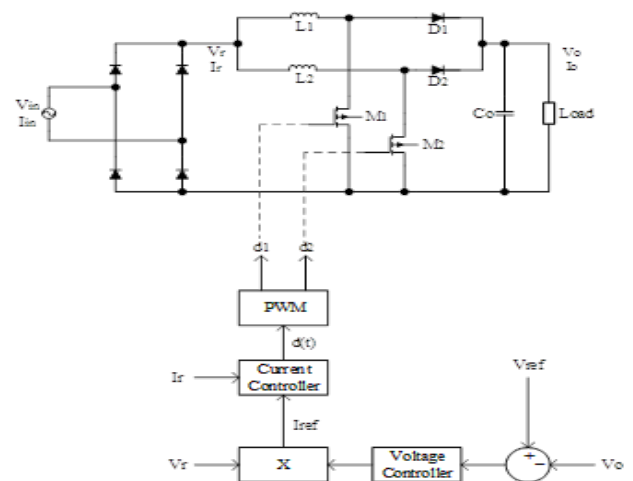 L1
D1
Vr
Ir
Vo
Io
L2
D2
Vin
Iin
M1
Co
Load
M2
d1
d2
PWM
d(t)
Ir
Current
Controller
Vref
Iref
Vr
X
Voltage
Controller
+
−
Vo